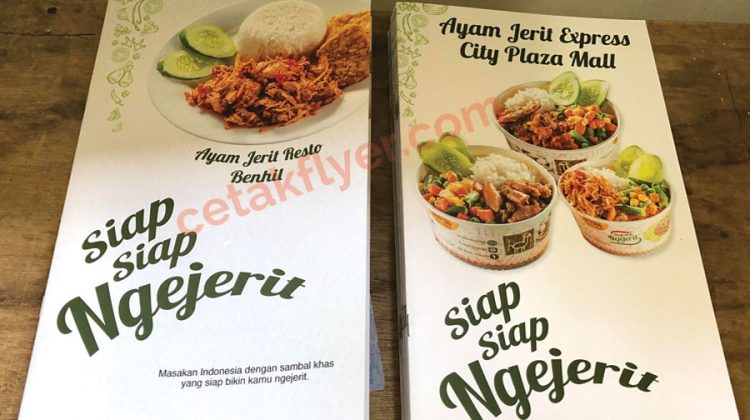 Ayam Jerit Resto
Benhil
Siap
Siap
Ngejerit
Masakan Indonesia dengan sambal khas
yang siap bikin kamu ngejerit.
Ayam Jerit Express
City Plaza Mall
Ngejerit
Siap
Siap
Ngejerit
cetakflyer.com